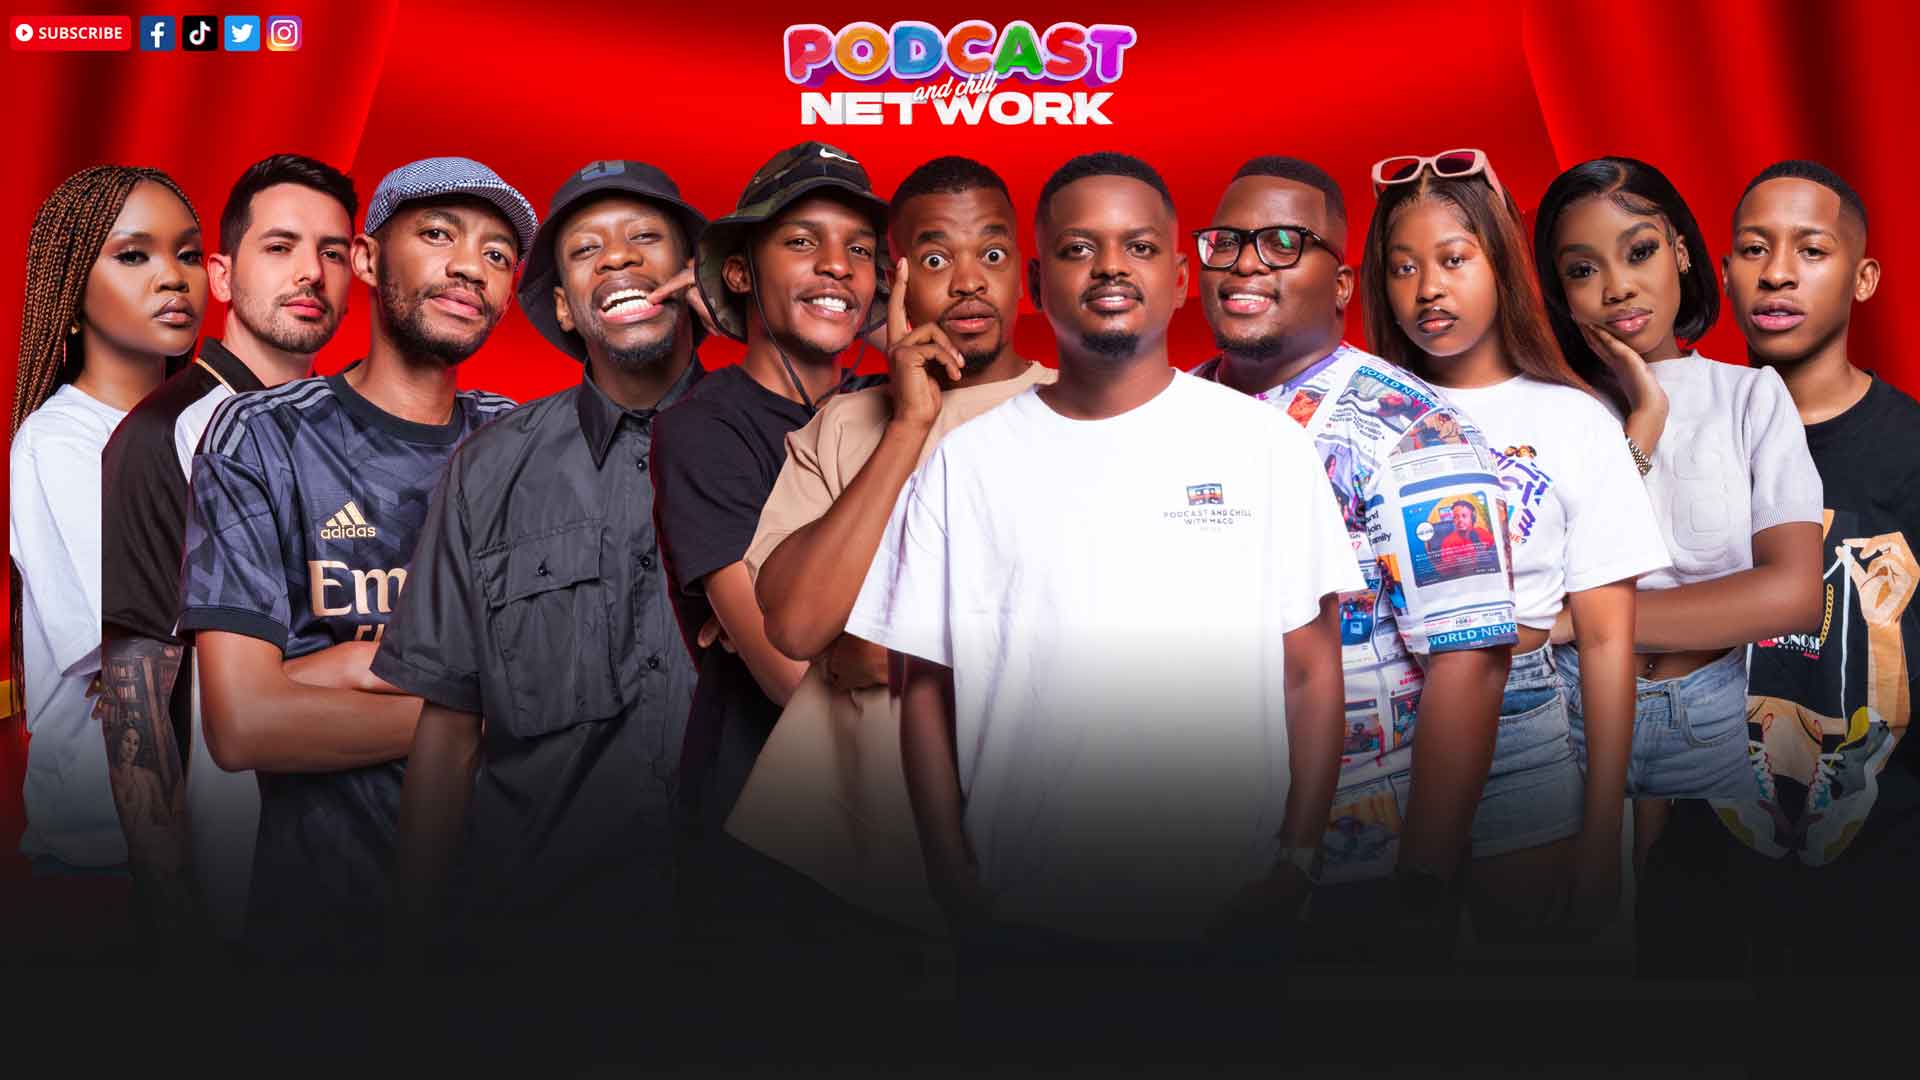 SUBSCRIBE
PODCAST
and chill
NETWORK
adidas
Em
WORLD NEWS
PODCAST AND CHILL
WITH MACG
WORLD NEWS